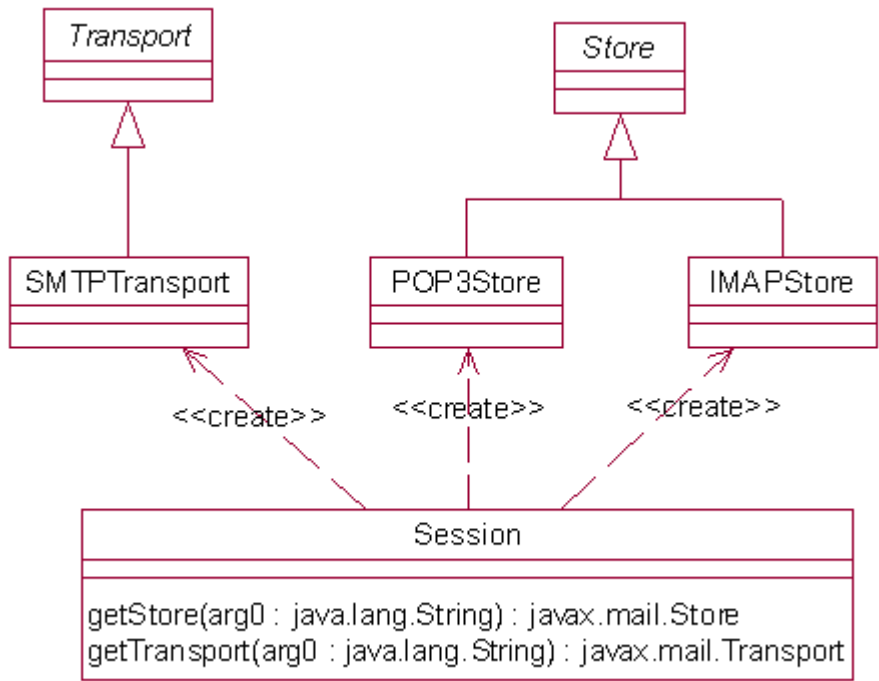 Transport
Store
SMTPTransport
POP3Store
IMAPStore
<<create>>
<<create>>
<<create>>
Session
getStore(arg0 : java.lang.String) : javax.mail.Store
getTransport(arg0 : java.lang.String) : javax.mail.Transport